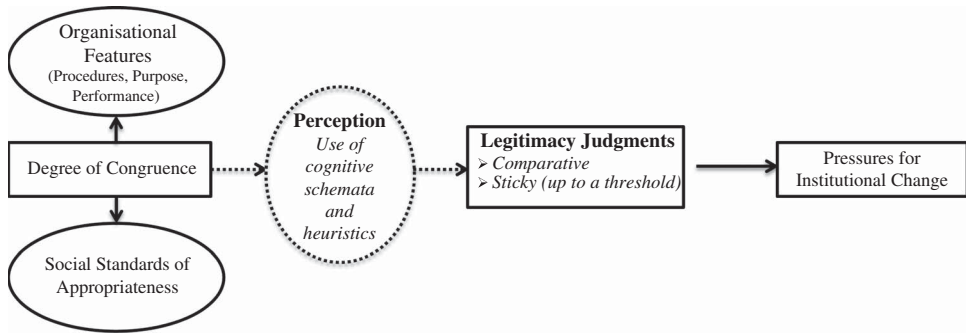 Organisational
Features
(Procedures, Purpose,
Performance)
Degree of Congruence
Social Standards of
Appropriateness
Perception
Use of
cognitive
schemata
and
heuristics
Legitimacy Judgments
➢ Comparative
➢ Sticky (up to a threshold)
Pressures for
Institutional Change